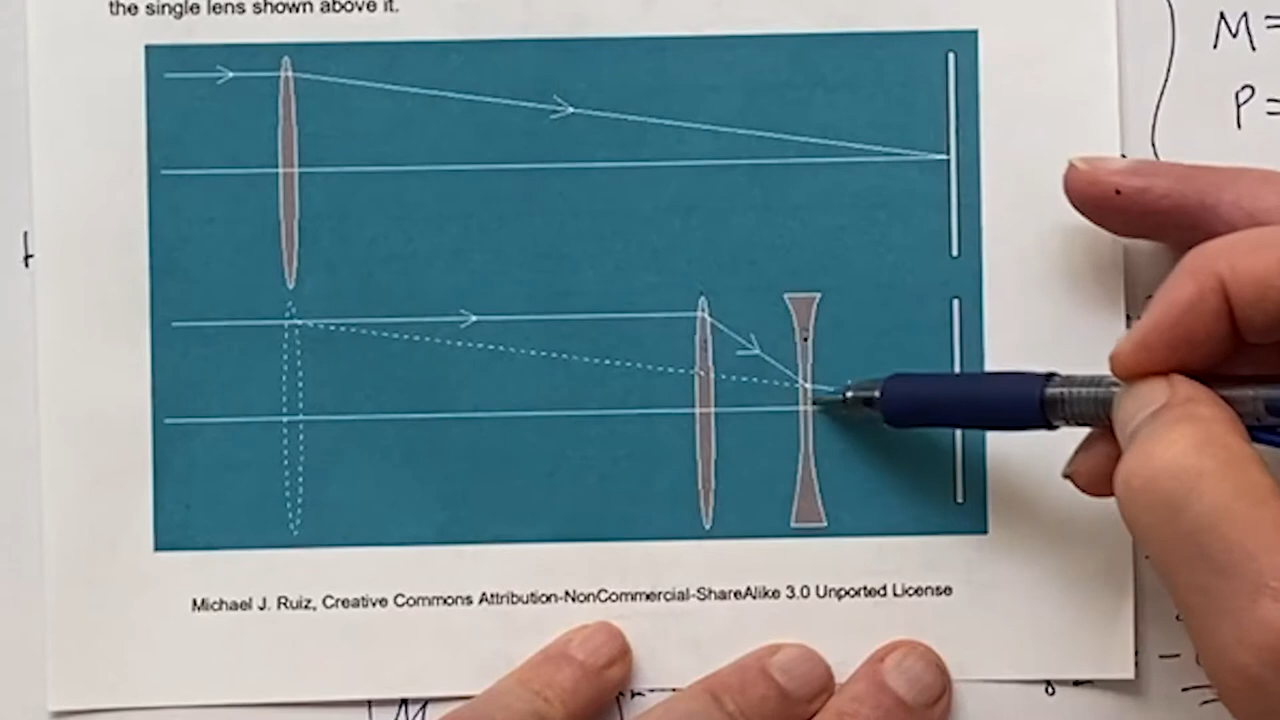 the single lens shown above it.
M=
P=
Michael J. Ruiz, Creative Commons Attribution-NonCommercial-ShareAlike 3.0 Unported License